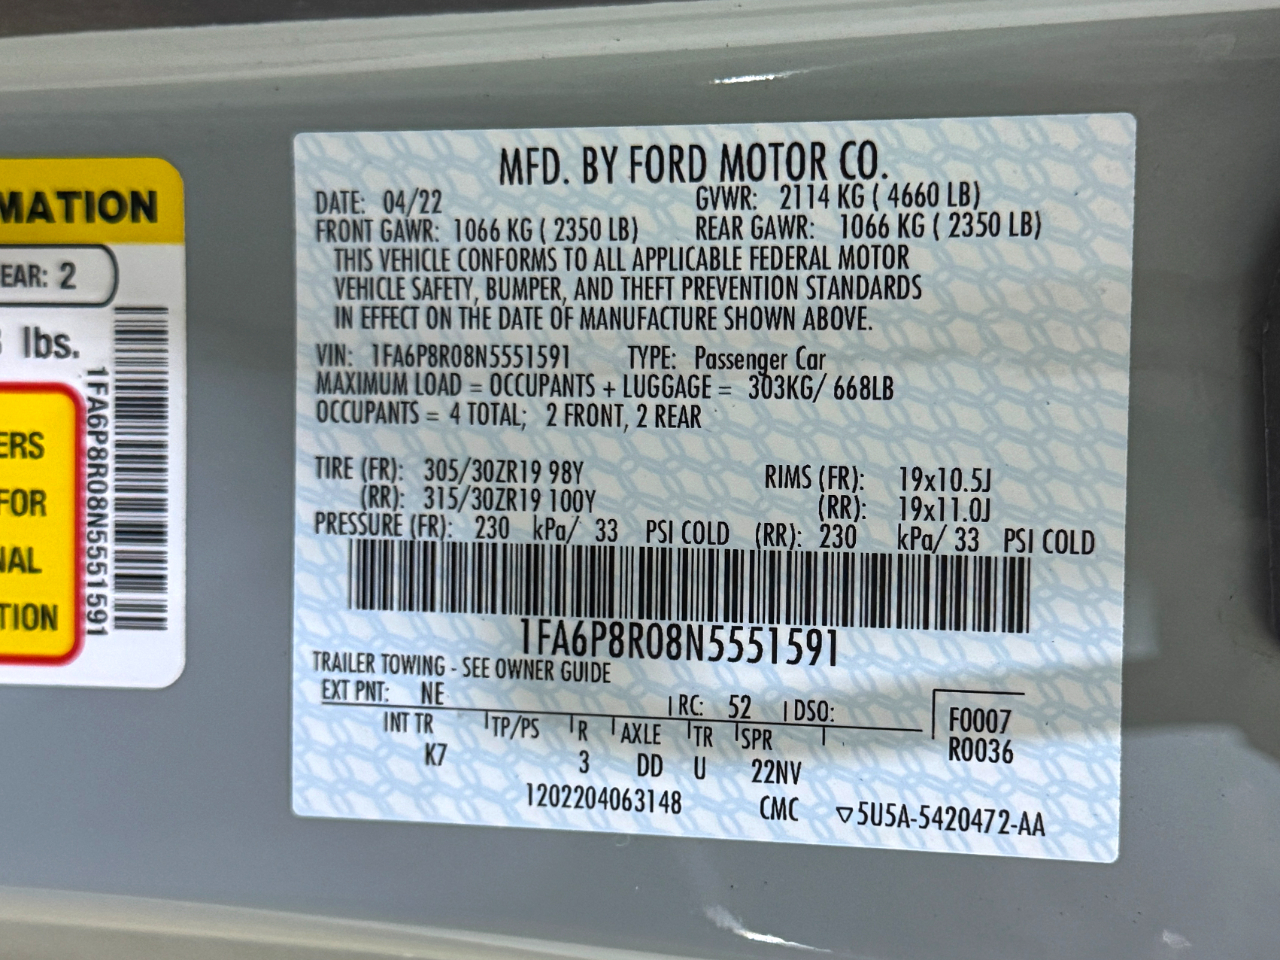 MATION
EAR: 2
lbs.
ERS
FOR
NAL
TION
1FA6P8R08N5551591
MFD. BY FORD MOTOR CO.
DATE: 04/22 GVWR: 2114 KG ( 4660 LB)
FRONT GAWR: 1066 KG ( 2350 LB) REAR GAWR: 1066 KG ( 2350 LB)
THIS VEHICLE CONFORMS TO ALL APPLICABLE FEDERAL MOTOR
VEHICLE SAFETY, BUMPER, AND THEFT PREVENTION STANDARDS
IN EFFECT ON THE DATE OF MANUFACTURE SHOWN ABOVE.
VIN: 1FA6P8R08N5551591 TYPE: Passenger Car
MAXIMUM LOAD = OCCUPANTS + LUGGAGE = 303KG/ 668LB
OCCUPANTS = 4 TOTAL; 2 FRONT, 2 REAR
TIRE (FR): 305/30ZR19 98Y RIMS (FR): 19x10.5J
(RR): 315/30ZR19 100Y (RR): 19x11.0J
PRESSURE (FR): 230 kPa/ 33 PSI COLD (RR): 230 kPa/ 33 PSI COLD
1FA6P8R08N5551591
TRAILER TOWING - SEE OWNER GUIDE
EXT PNT: NE RC: 52 DSO: F0007
INT TR TP/PS R AXLE TR SPR R0036
K7 3 DD U 22NV
1202204063148 CMC ▽5U5A-5420472-AA